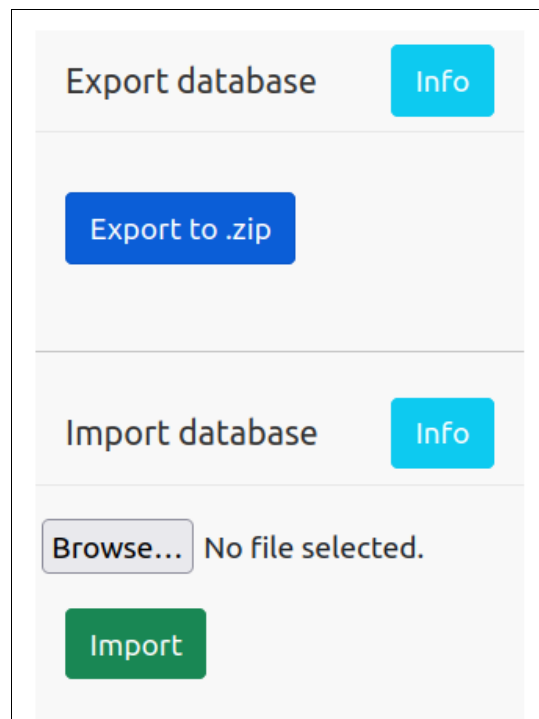 Export database Info
Export to .zip
Import database Info
Browse... No file selected.
Import